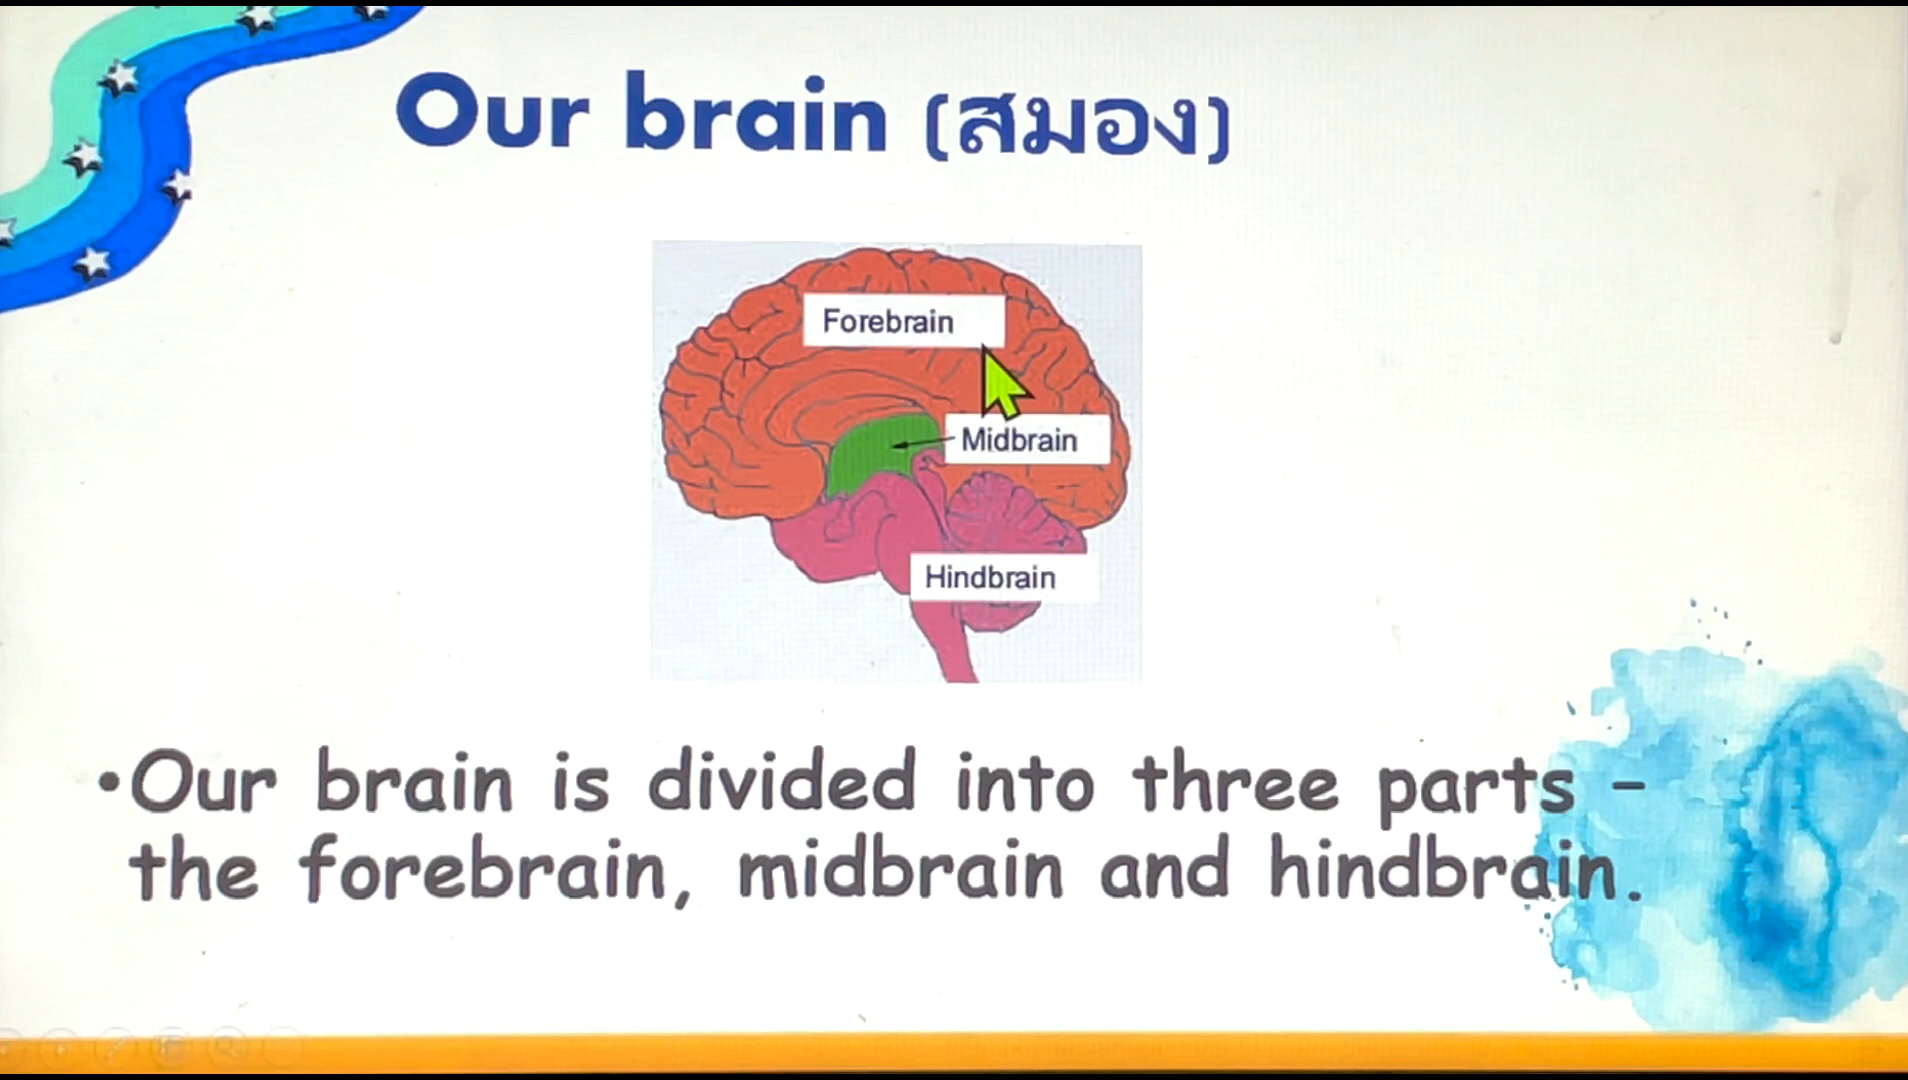 Our brain (สมอง)
Forebrain
Midbrain
Hindbrain
•Our brain is divided into three parts –
the forebrain, midbrain and hindbrain.